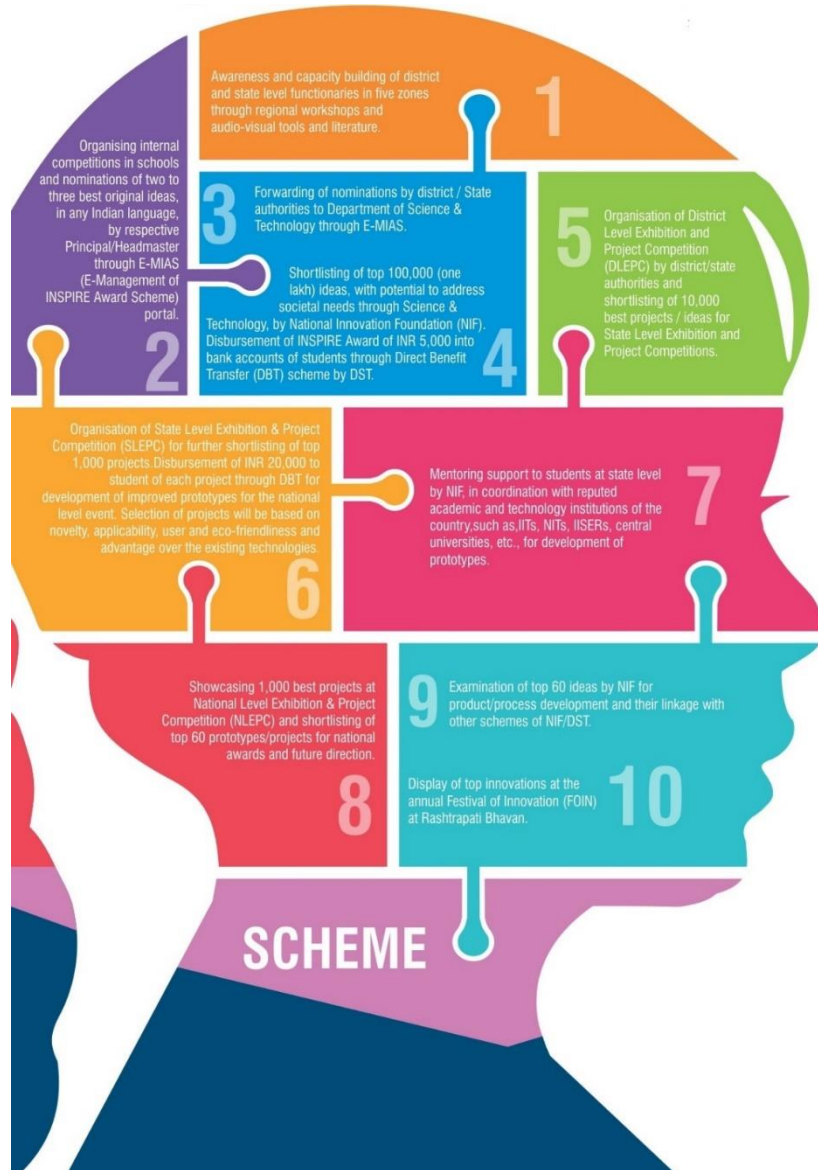 Awareness and capacity building of district
and state level functionaries in five zones
through regional workshops and
audio-visual tools and literature.
1
Organising internal
competitions in schools
and nominations of two to
three best original ideas,
in any Indian language,
by respective
Principal/Headmaster
through E-MIAS
(E-Management of
INSPIRE Award Scheme)
portal.
2
3
Forwarding of nominations by district / State
authorities to Department of Science &
Technology through E-MIAS.
Shortlisting of top 100,000 (one
lakh) ideas, with potential to address
societal needs through Science &
Technology, by National Innovation Foundation (NIF).
Disbursement of INSPIRE Award of INR 5,000 into
bank accounts of students through Direct Benefit
Transfer (DBT) scheme by DST.
4
5
Organisation of District
Level Exhibition and
Project Competition
(DLEPC) by district/state
authorities and
shortlisting of 10,000
best projects / ideas for
State Level Exhibition and
Project Competitions.
Organisation of State Level Exhibition & Project
Competition (SLEPC) for further shortlisting of top
1,000 projects.Disbursement of INR 20,000 to
student of each project through DBT for
development of improved prototypes for the national
level event. Selection of projects will be based on
novelty, applicability, user and eco-friendliness and
advantage over the existing technologies.
6
Mentoring support to students at state level
by NIF, in coordination with reputed
academic and technology institutions of the
country,such as,IITs, NITs, IISERs, central
universities, etc., for development of
prototypes.
7
Showcasing 1,000 best projects at
National Level Exhibition & Project
Competition (NLEPC) and shortlisting of
top 60 prototypes/projects for national
awards and future direction.
8
9
Examination of top 60 ideas by NIF for
product/process development and their linkage with
other schemes of NIF/DST.
Display of top innovations at the
annual Festival of Innovation (FOIN)
at Rashtrapati Bhavan.
10
SCHEME